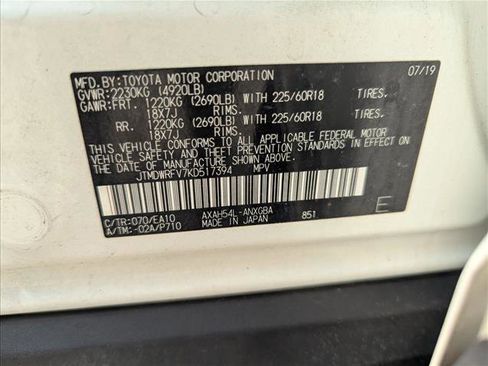 MFD.BY:TOYOTA MOTOR CORPORATION 07/19
GVWR:2230KG (4920LB)
GAWR:FRT. 1220KG (2690LB) WITH 225/60R18 TIRES.
18X7J RIMS.
RR. 1220KG (2690LB) WITH 225/60R18 TIRES.
18X7J RIMS.
THIS VEHICLE CONFORMS TO ALL APPLICABLE FEDERAL MOTOR
VEHICLE SAFETY AND THEFT PREVENTION STANDARDS IN EFFECT
ON THE DATE OF MANUFACTURE SHOWN ABOVE.
JTMDWRFV7KD517394 MPV
C/TR:070/EA10 AXAH54L-ANXGBA 851 E
A/TM:-02A/P710 MADE IN JAPAN